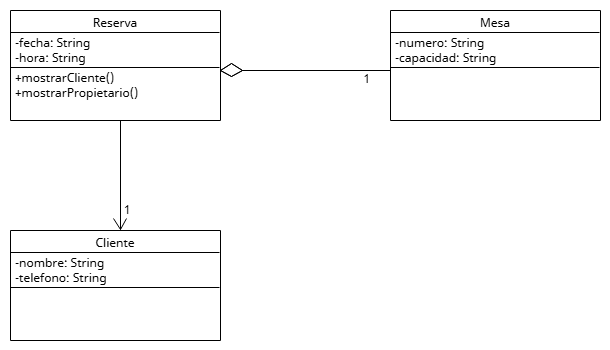 Reserva
-fecha: String
-hora: String
+mostrarCliente()
+mostrarPropietario()
Mesa
-numero: String
-capacidad: String
1
1
Cliente
-nombre: String
-telefono: String